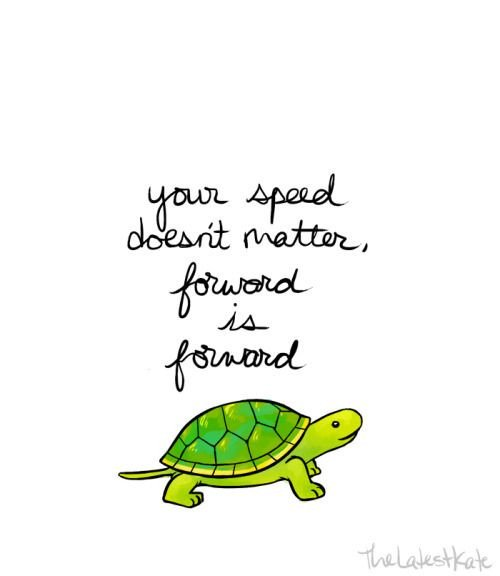 your speed
doesn't matter,
forward
is
forward
TheLatestKate